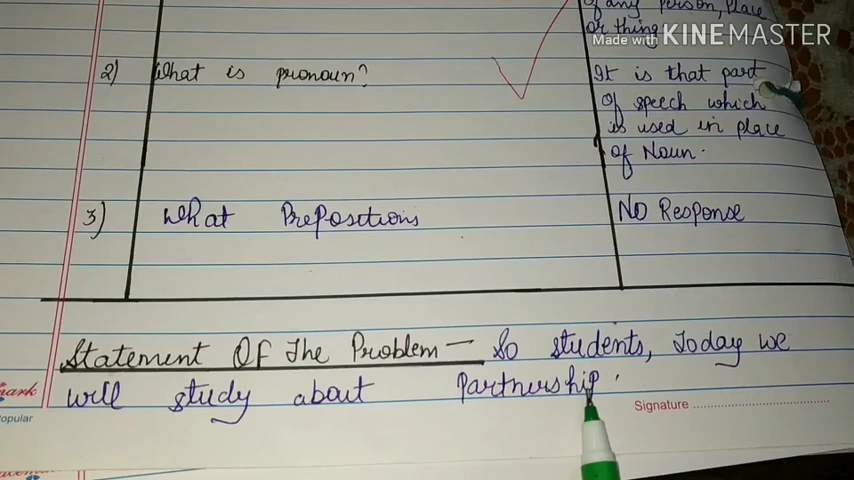 of any person, place
or thing
Made with KINEMASTER
2) What is pronoun?
It is that part
of speech which
is used in place
of Noun.
3) What Prepositions
NO Response
Statement Of The Problem - So students, Today we
will study about partnership.
mark
Popular
Signature